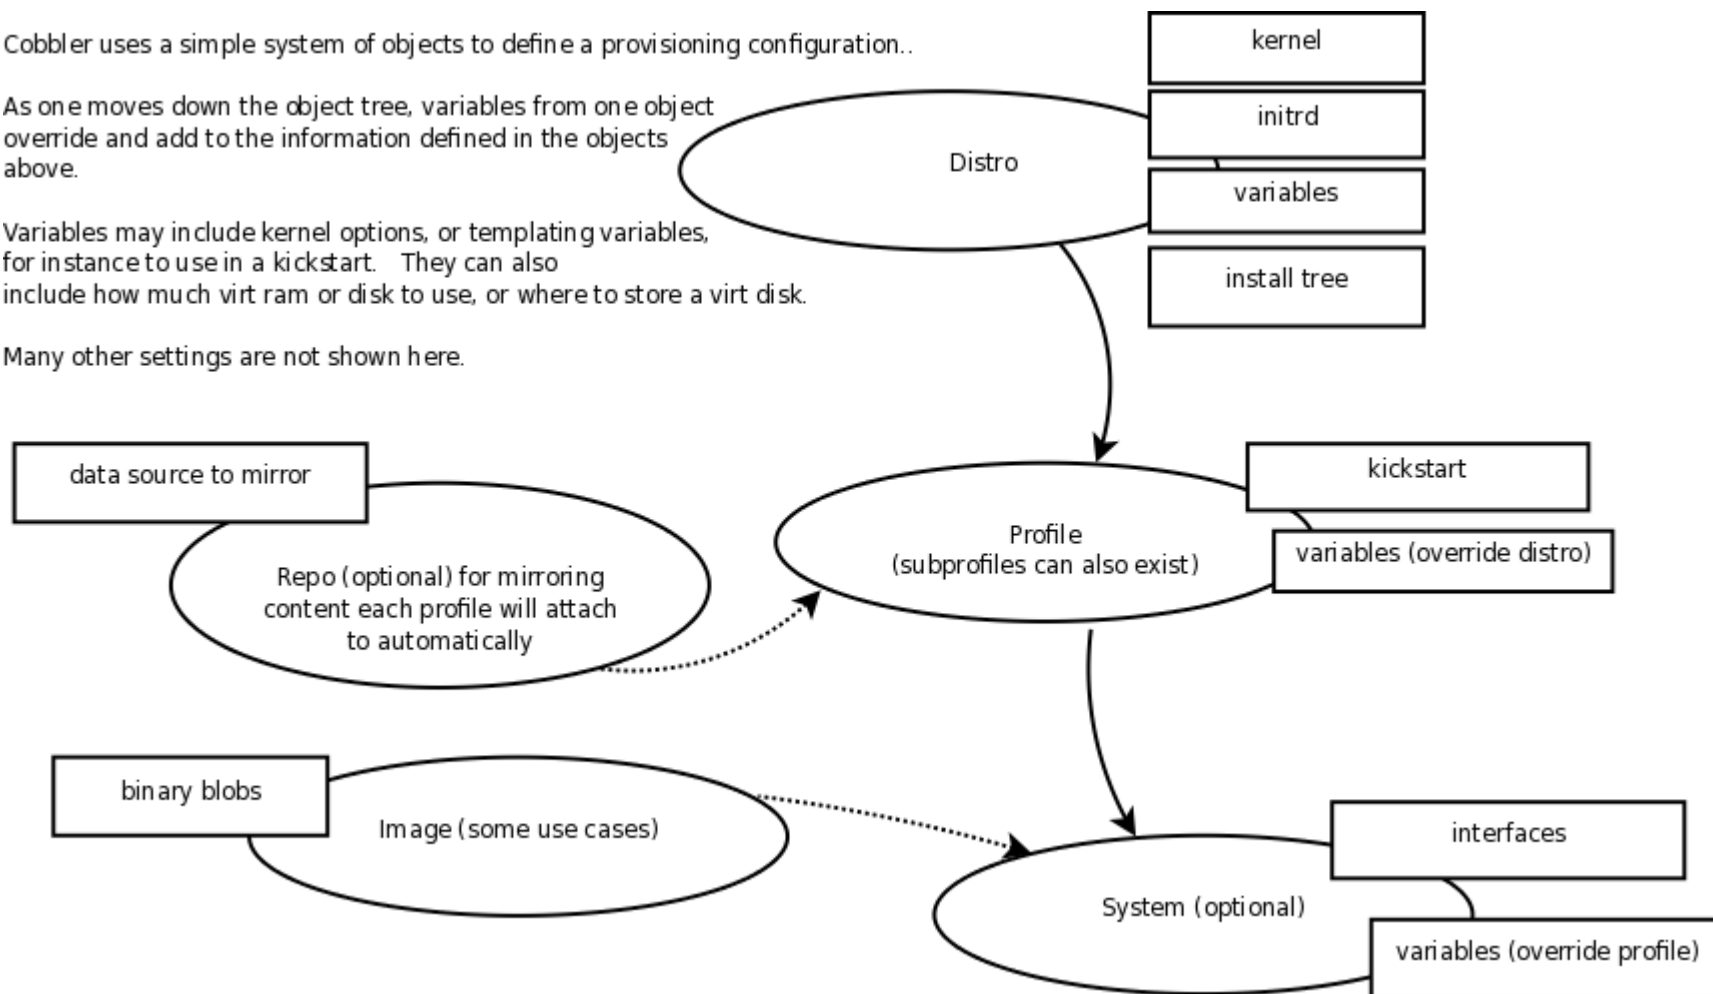 Cobbler uses a simple system of objects to define a provisioning configuration..
As one moves down the object tree, variables from one object
override and add to the information defined in the objects
above.
Variables may include kernel options, or templating variables,
for instance to use in a kickstart. They can also
include how much virt ram or disk to use, or where to store a virt disk.
Many other settings are not shown here.
kernel
initrd
Distro
variables
install tree
data source to mirror
kickstart
Profile
(subprofiles can also exist)
variables (override distro)
Repo (optional) for mirroring
content each profile will attach
to automatically
binary blobs
Image (some use cases)
interfaces
System (optional)
variables (override profile)